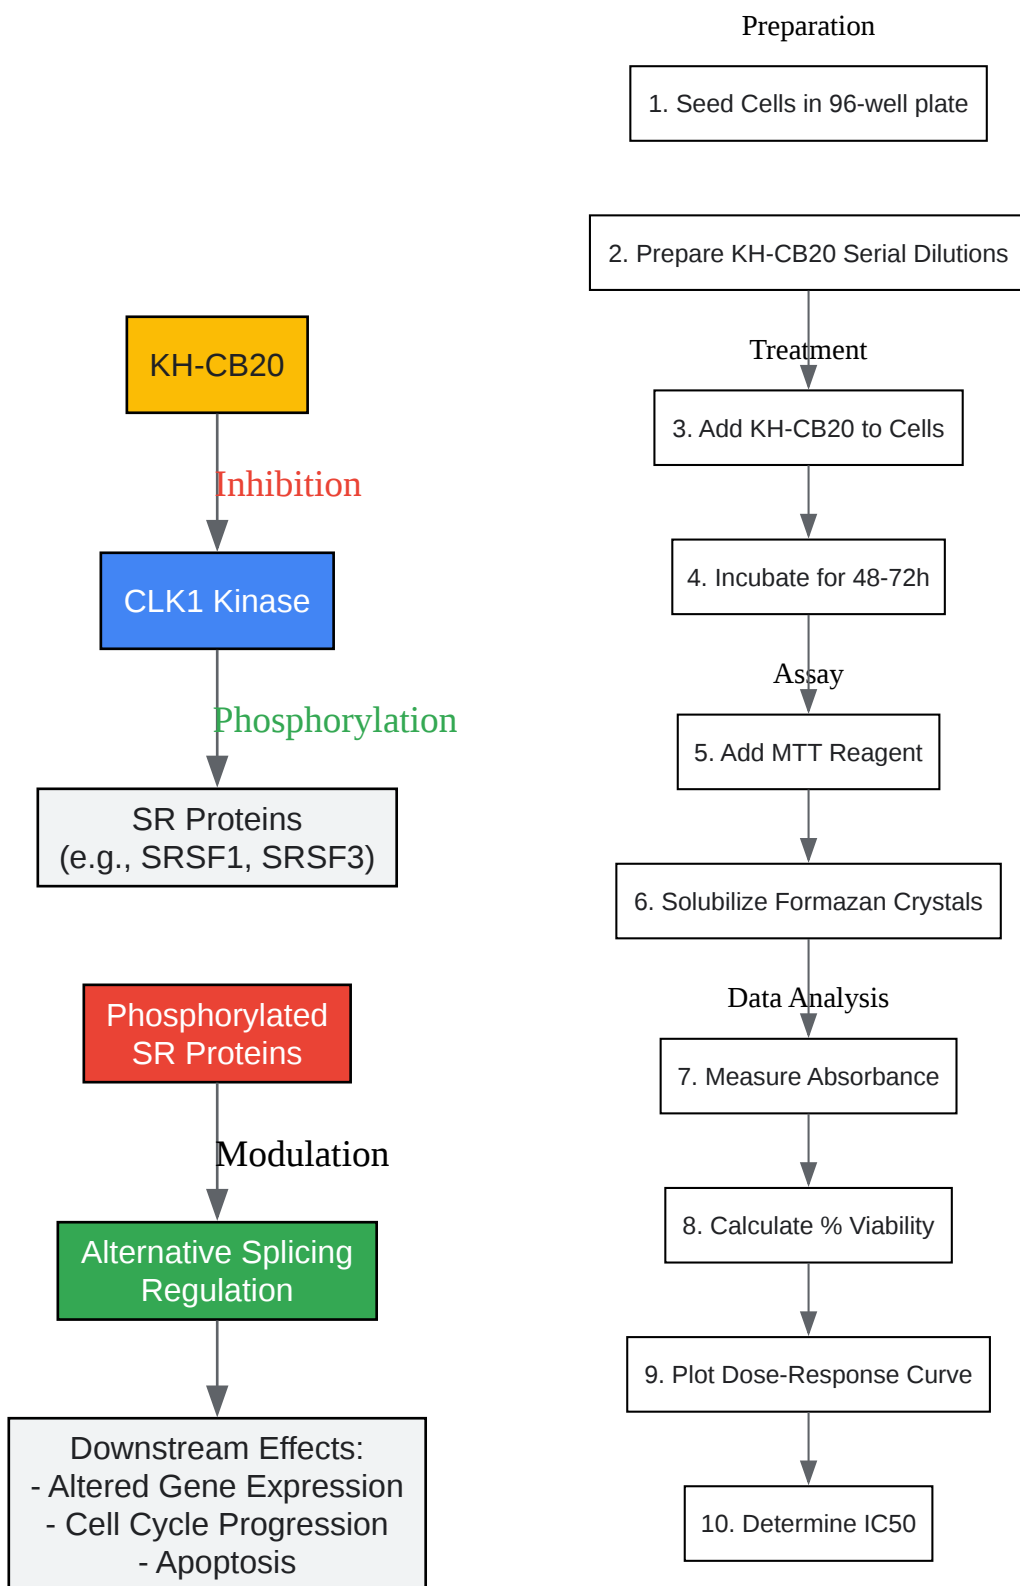 KH-CB20
Inhibition
CLK1 Kinase
Phosphorylation
SR Proteins
(e.g., SRSF1, SRSF3)
Phosphorylated
SR Proteins
Modulation
Alternative Splicing
Regulation
Downstream Effects:
- Altered Gene Expression
- Cell Cycle Progression
- Apoptosis
Preparation
1. Seed Cells in 96-well plate
2. Prepare KH-CB20 Serial Dilutions
Treatment
3. Add KH-CB20 to Cells
4. Incubate for 48-72h
Assay
5. Add MTT Reagent
6. Solubilize Formazan Crystals
Data Analysis
7. Measure Absorbance
8. Calculate % Viability
9. Plot Dose-Response Curve
10. Determine IC50